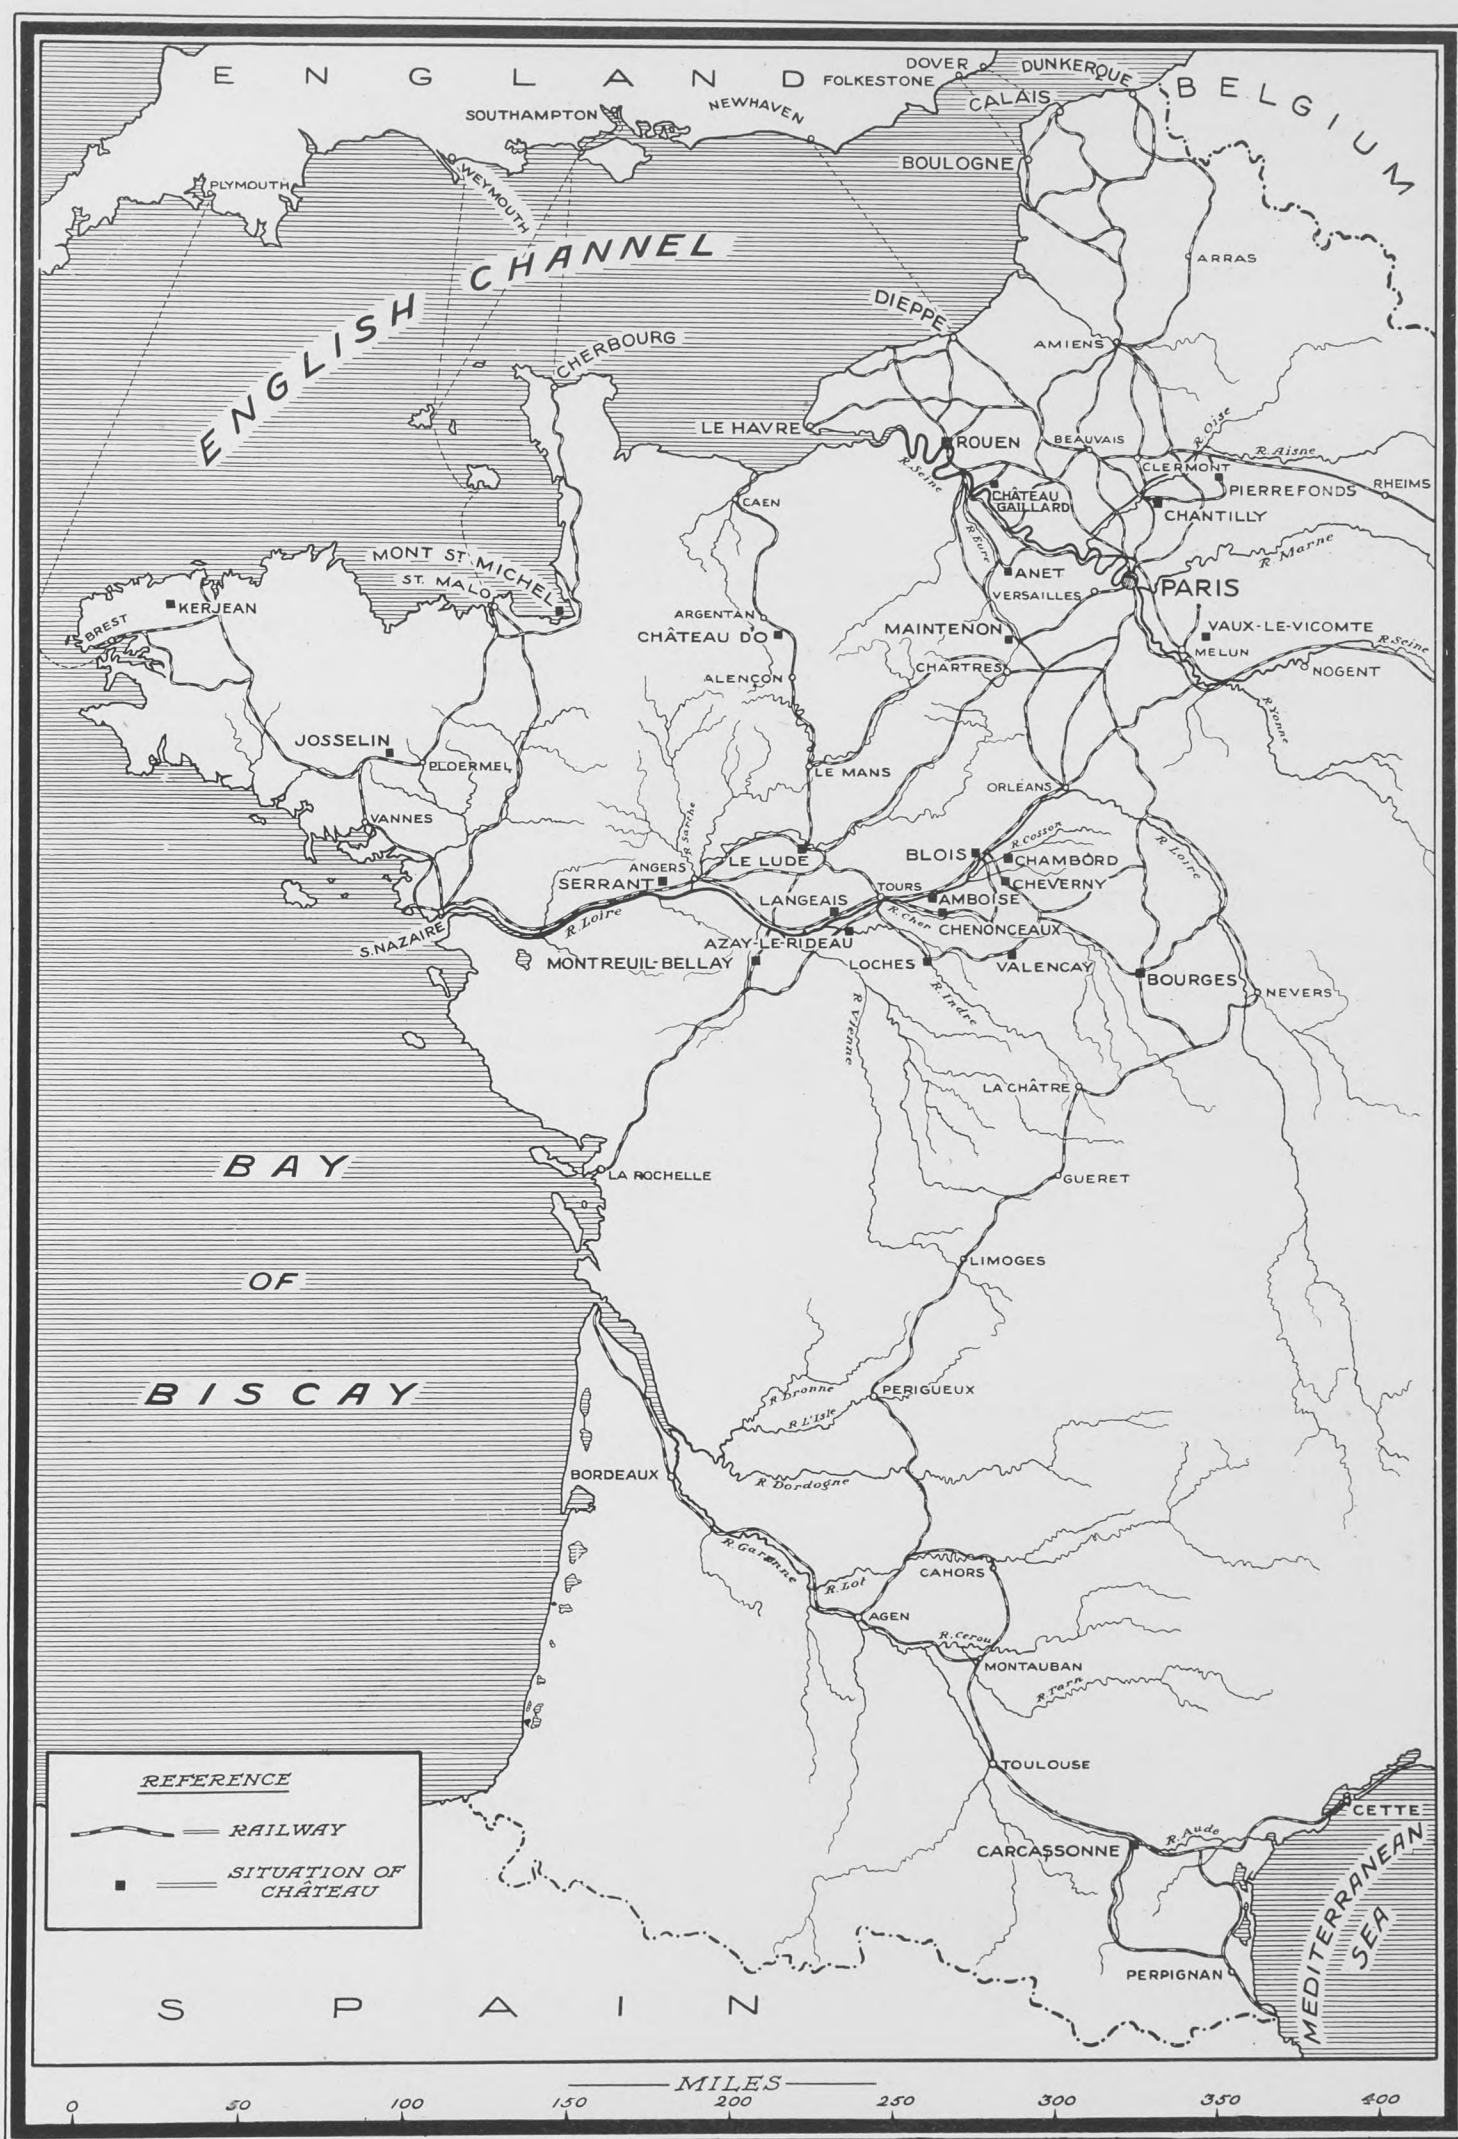 ENGLAND
BELGIUM
DOVER
FOLKESTONE
DUNKERQUE
CALAIS
SOUTHAMPTON
NEWHAVEN
BOULOGNE
WEYMOUTH
PLYMOUTH
ENGLISH CHANNEL
ARRAS
DIEPPE
AMIENS
CHERBOURG
LE HAVRE
ROUEN
BEAUVAIS
R. Oise
R. Aisne
CLERMONT
R. Seine
CHÂTEAU
GAILLARD
PIERREFONDS
RHEIMS
CAEN
CHANTILLY
R. Eure
R. Marne
MONT ST MICHEL
ST. MALO
ANET
VERSAILLES
PARIS
KERJEAN
BREST
ARGENTAN
CHÂTEAU D'O
MAINTENON
VAUX-LE-VICOMTE
MELUN
R. Seine
CHARTRES
NOGENT
ALENÇON
R. Yonne
JOSSELIN
PLOERMEL
LE MANS
ORLÉANS
VANNES
R. Sarthe
R. Cosson
R. Loire
LE LUDE
BLOIS
CHAMBORD
ANGERS
SERRANT
TOURS
CHEVERNY
LANGEAIS
AMBOISE
R. Loire
R. Cher
CHENONCEAUX
S. NAZAIRE
AZAY-LE-RIDEAU
MONTREUIL-BELLAY
LOCHES
VALENCAY
BOURGES
NEVERS
R. Indre
R. Vienne
LA CHÂTRE
BAY
OF
BISCAY
LA ROCHELLE
GUERET
LIMOGES
R. Dronne
PERIGUEUX
R L'Isle
BORDEAUX
R. Dordogne
R. Garonne
R. Lot
CAHORS
AGEN
R. Cerou
MONTAUBAN
R. Tarn
TOULOUSE
CETTE
R. Aude
CARCASSONNE
MEDITERRANEAN
SEA
PERPIGNAN
REFERENCE
RAILWAY
SITUATION OF
CHÂTEAU
SPAIN
MILES
0 50 100 150 200 250 300 350 400